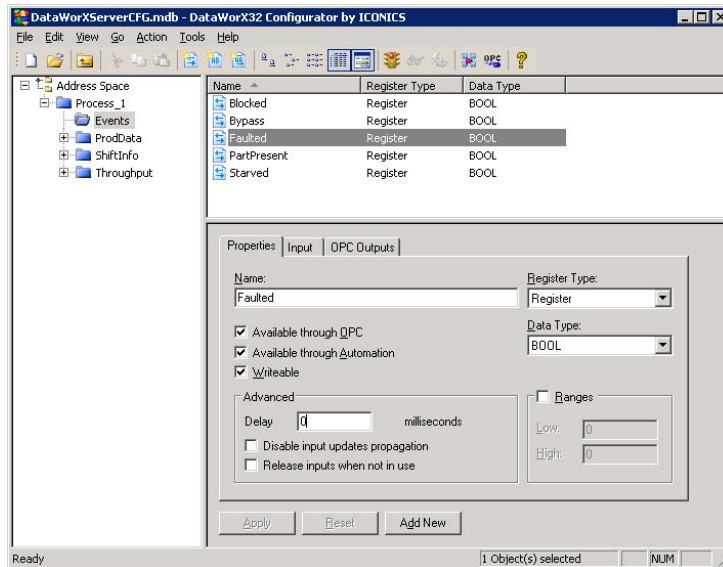 DataWorXServerCFG.mdb - DataWorX32 Configurator by ICONICS
File Edit View Go Action Tools Help
OPC
Address Space
Process_1
Events
ProdData
ShiftInfo
Throughput
Name Register Type Data Type
Blocked Register BOOL
Bypass Register BOOL
Faulted Register BOOL
PartPresent Register BOOL
Starved Register BOOL
Properties Input OPC Outputs
Name:
Faulted
Register Type:
Register
Available through OPC
Available through Automation
Writeable
Data Type:
BOOL
Advanced
Delay 0 milliseconds
Disable input updates propagation
Release inputs when not in use
Ranges
Low: 0
High: 0
Apply Reset Add New
Ready 1 Object(s) selected NUM